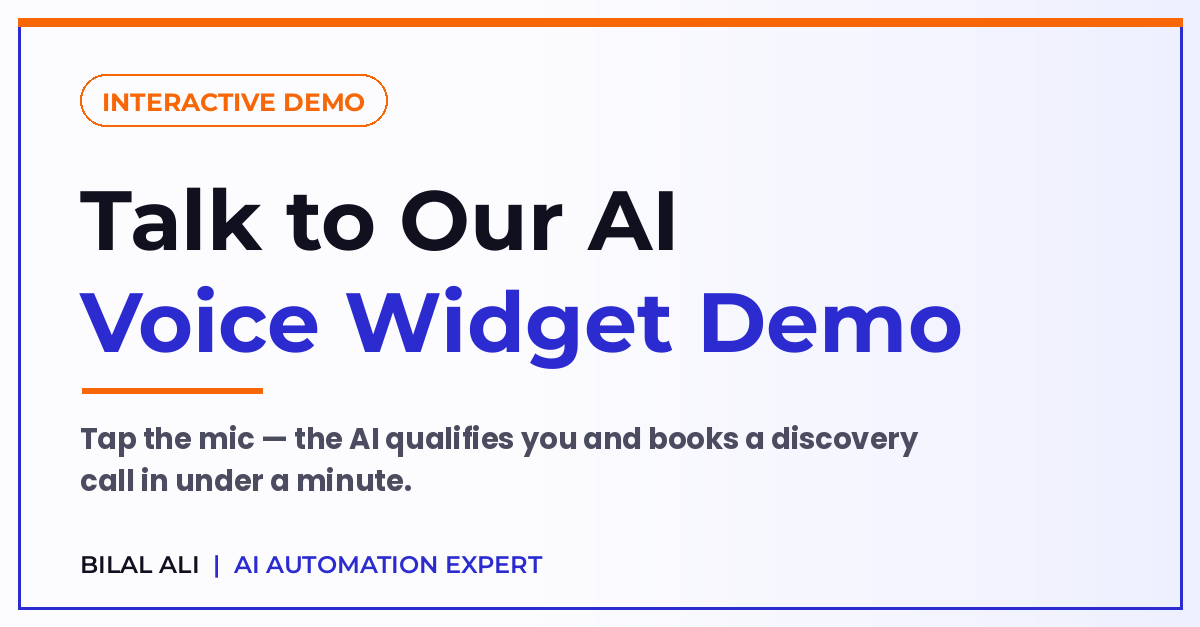 INTERACTIVE DEMO
Talk to Our AI
Voice Widget Demo
Tap the mic — the AI qualifies you and books a discovery
call in under a minute.
BILAL ALI | AI AUTOMATION EXPERT